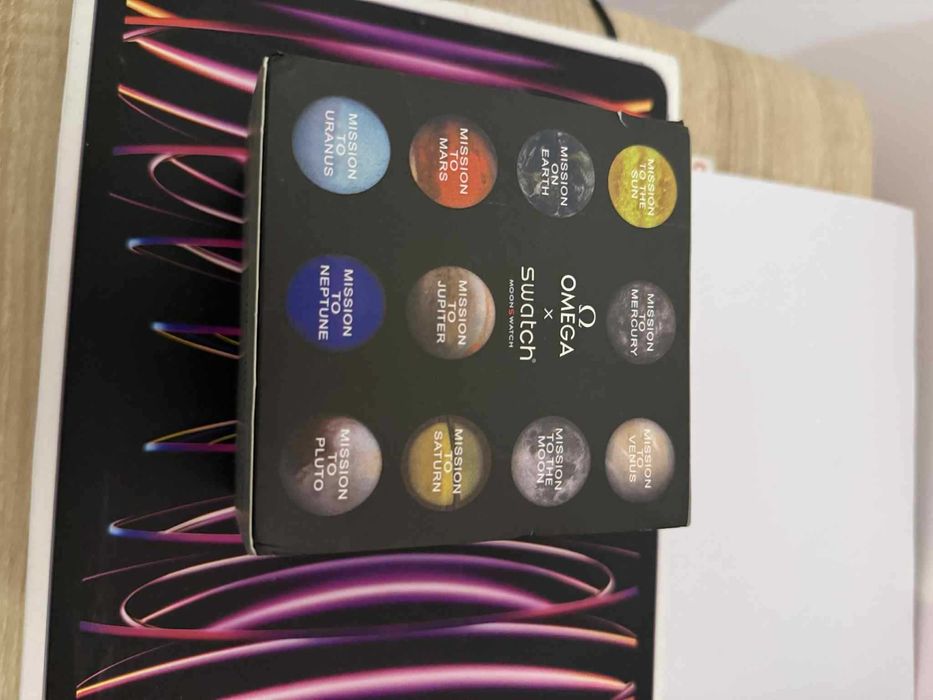 MISSION
TO THE
SUN
MISSION
TO
MERCURY
MISSION
TO
VENUS
MISSION
ON
EARTH
Ω
OMEGA
X
swatch®
MOONSWATCH
MISSION
TO THE
MOON
MISSION
TO
MARS
MISSION
TO
JUPITER
MISSION
TO
SATURN
MISSION
TO
URANUS
MISSION
TO
NEPTUNE
MISSION
TO
PLUTO